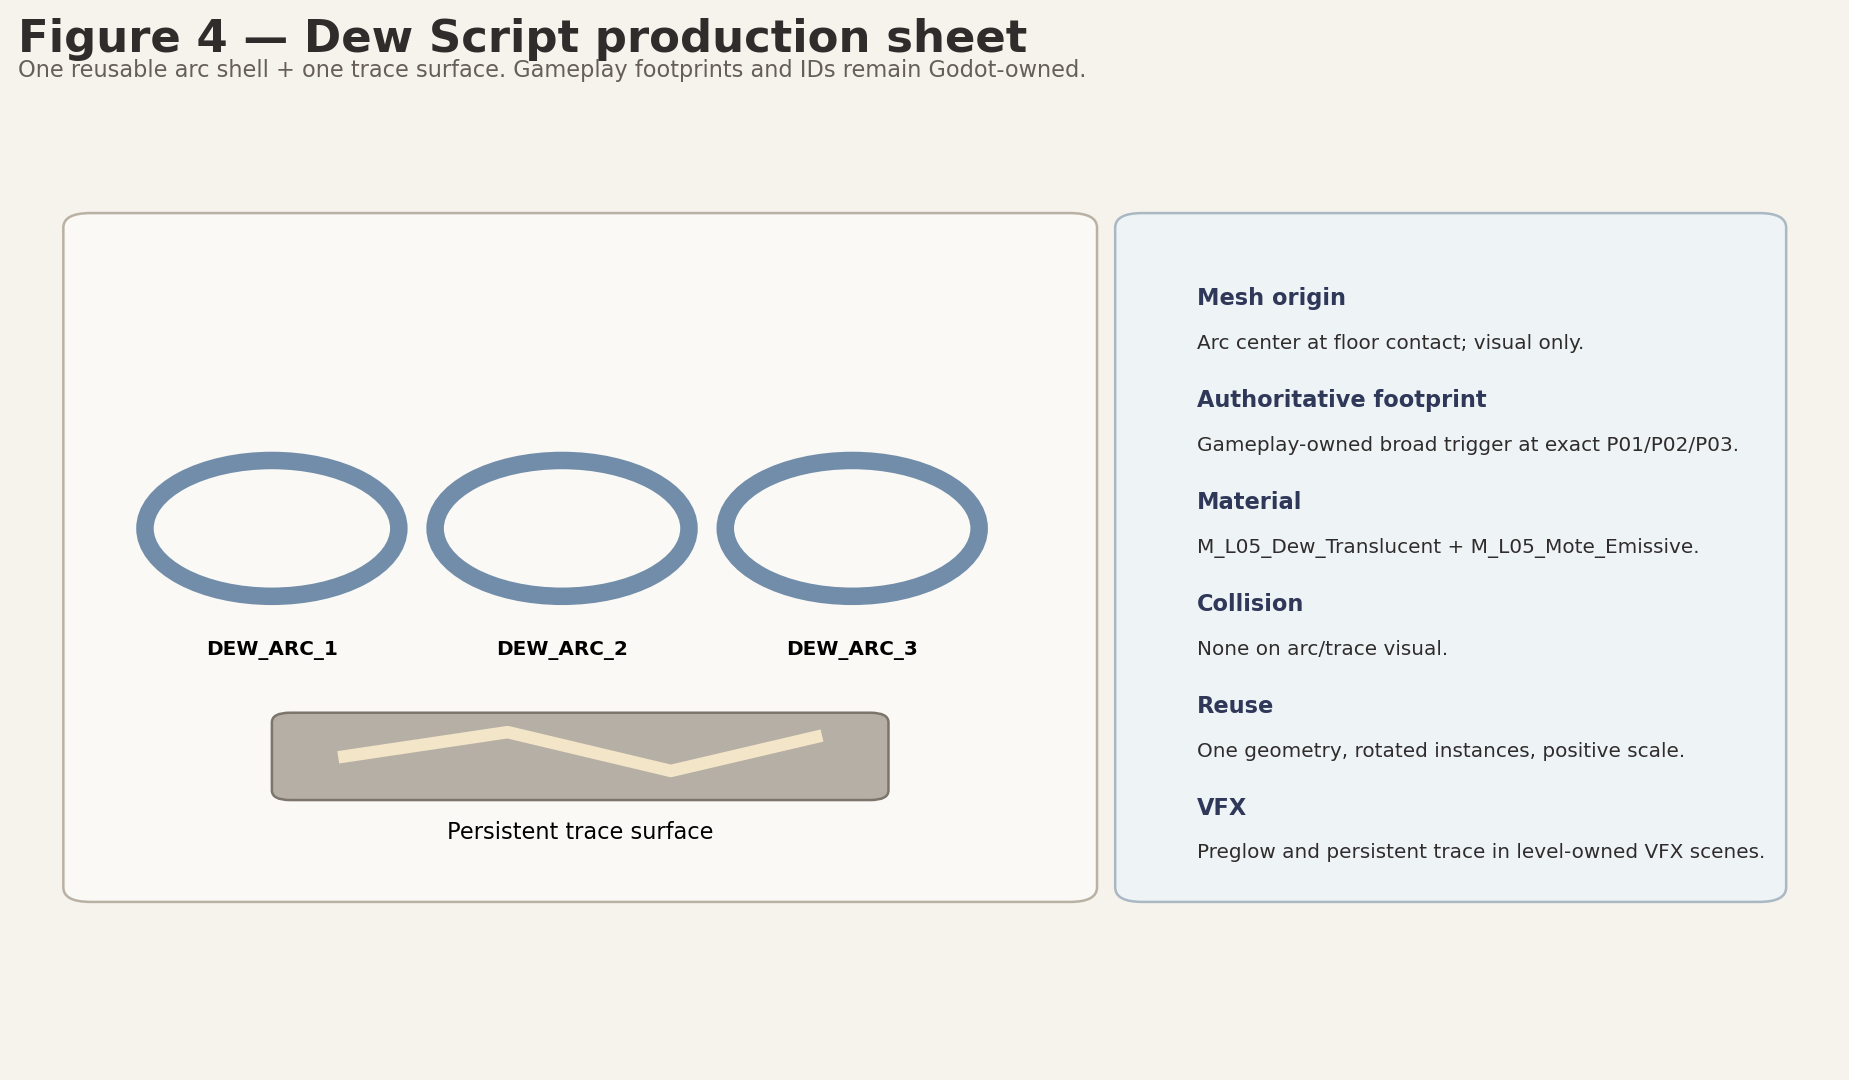 Figure 4 — Dew Script production sheet
One reusable arc shell + one trace surface. Gameplay footprints and IDs remain Godot-owned.
DEW_ARC_1
DEW_ARC_2
DEW_ARC_3
Persistent trace surface
Mesh origin
Arc center at floor contact; visual only.
Authoritative footprint
Gameplay-owned broad trigger at exact P01/P02/P03.
Material
M_L05_Dew_Translucent + M_L05_Mote_Emissive.
Collision
None on arc/trace visual.
Reuse
One geometry, rotated instances, positive scale.
VFX
Preglow and persistent trace in level-owned VFX scenes.